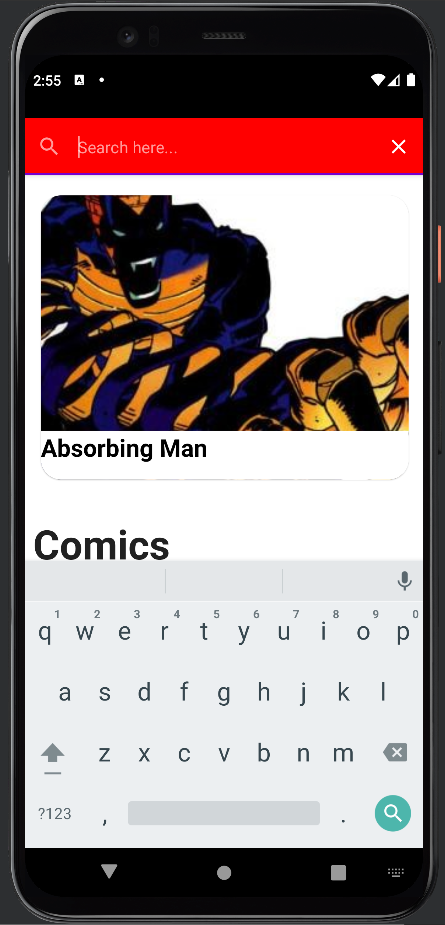 2:55 A
Search here...
Absorbing Man
Comics
1 2 3 4 5 6 7 8 9 0
q w e r t y u i o p
a s d f g h j k l
z x c v b n m
?123 , .